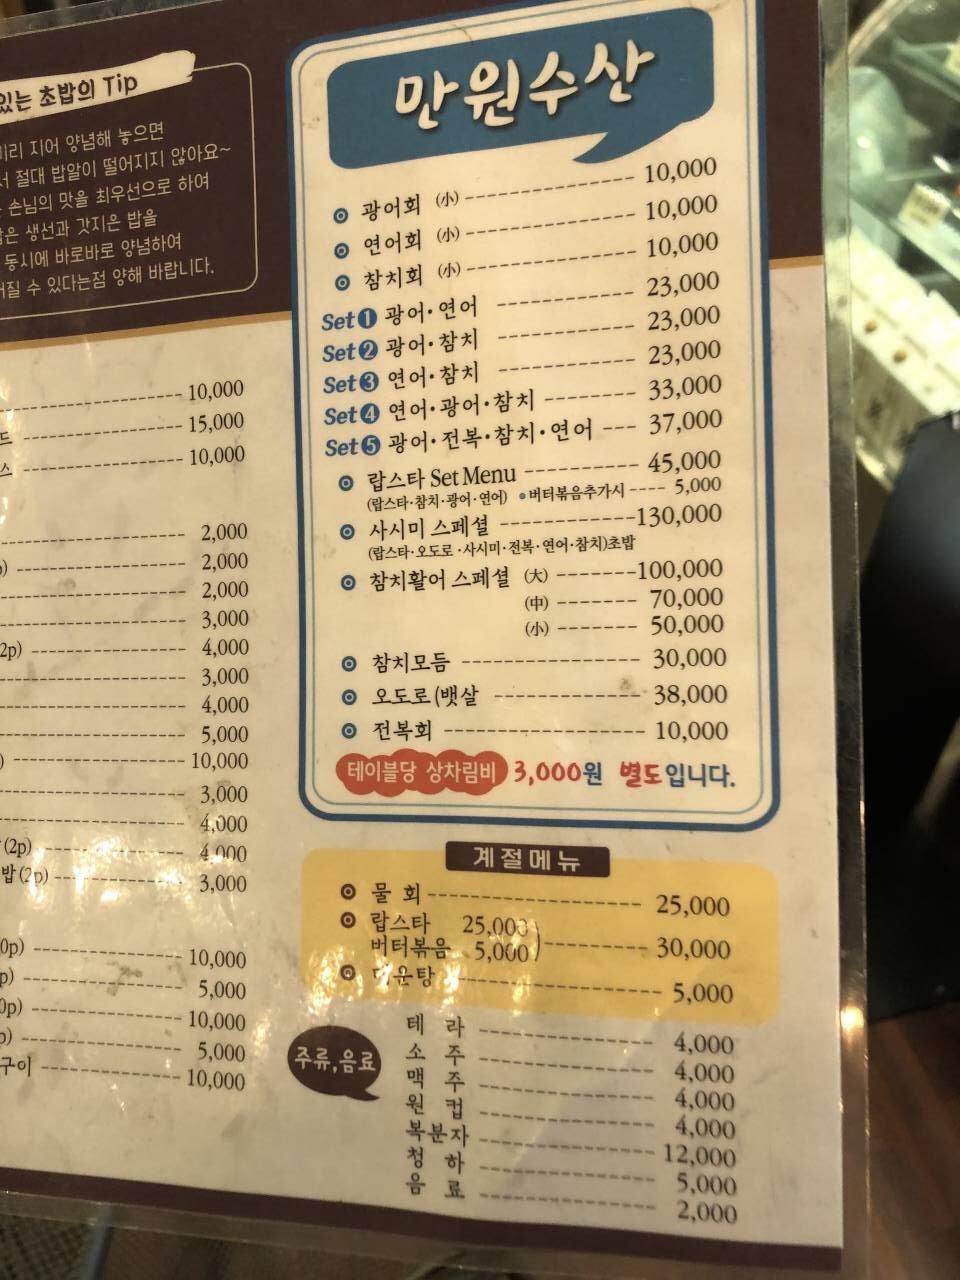 있는 초밥의 Tip
미리 지어 양념해 놓으면
서 절대 밥알이 떨어지지 않아요~
손님의 맛을 최우선으로 하여
은 생선과 갓지은 밥을
동시에 바로바로 양념하여
질 수 있다는점 양해 바랍니다.
10,000
드 15,000
스 10,000
2,000
2,000
2,000
3,000
2p) 4,000
3,000
4,000
5,000
) 10,000
3,000
4,000
(2p) 4,000
밥(2p) 3,000
0p) 10,000
p) 5,000
0p) 10,000
p) 5,000
구이 10,000
만원수산
광어회 (小) 10,000
연어회 (小) 10,000
참치회 (小) 10,000
Set❶ 광어·연어 23,000
Set❷ 광어·참치 23,000
Set❸ 연어·참치 23,000
Set❹ 연어·광어·참치 33,000
Set❺ 광어·전복·참치·연어 37,000
랍스타 Set Menu 45,000
(랍스타·참치·광어·연어) •버터볶음추가시 5,000
사시미 스페셜 130,000
(랍스타·오도로·사시미·전복·연어·참치)초밥
참치활어 스페셜 (大) 100,000
(中) 70,000
(小) 50,000
참치모듬 30,000
오도로(뱃살 38,000
전복회 10,000
테이블당 상차림비 3,000원 별도입니다.
계절메뉴
물 회 25,000
랍스타 25,000
버터볶음 5,000) 30,000
매운탕 5,000
주류,음료
테 라 4,000
소 주 4,000
맥 주 4,000
원 컵 4,000
복분자 12,000
청 하 5,000
음 료 2,000